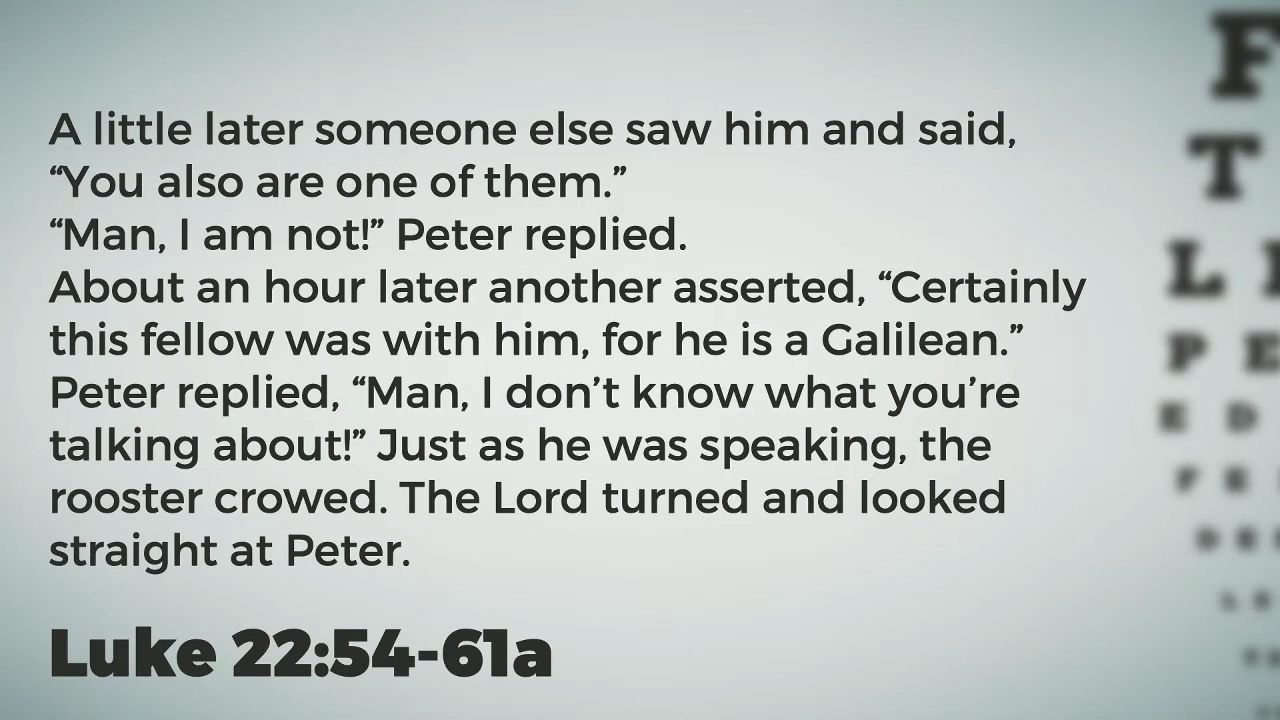 A little later someone else saw him and said,
“You also are one of them.”
“Man, I am not!” Peter replied.
About an hour later another asserted, “Certainly
this fellow was with him, for he is a Galilean.”
Peter replied, “Man, I don’t know what you’re
talking about!” Just as he was speaking, the
rooster crowed. The Lord turned and looked
straight at Peter.
Luke 22:54-61a
F
T
L
P E
E D
F E
D E
L E